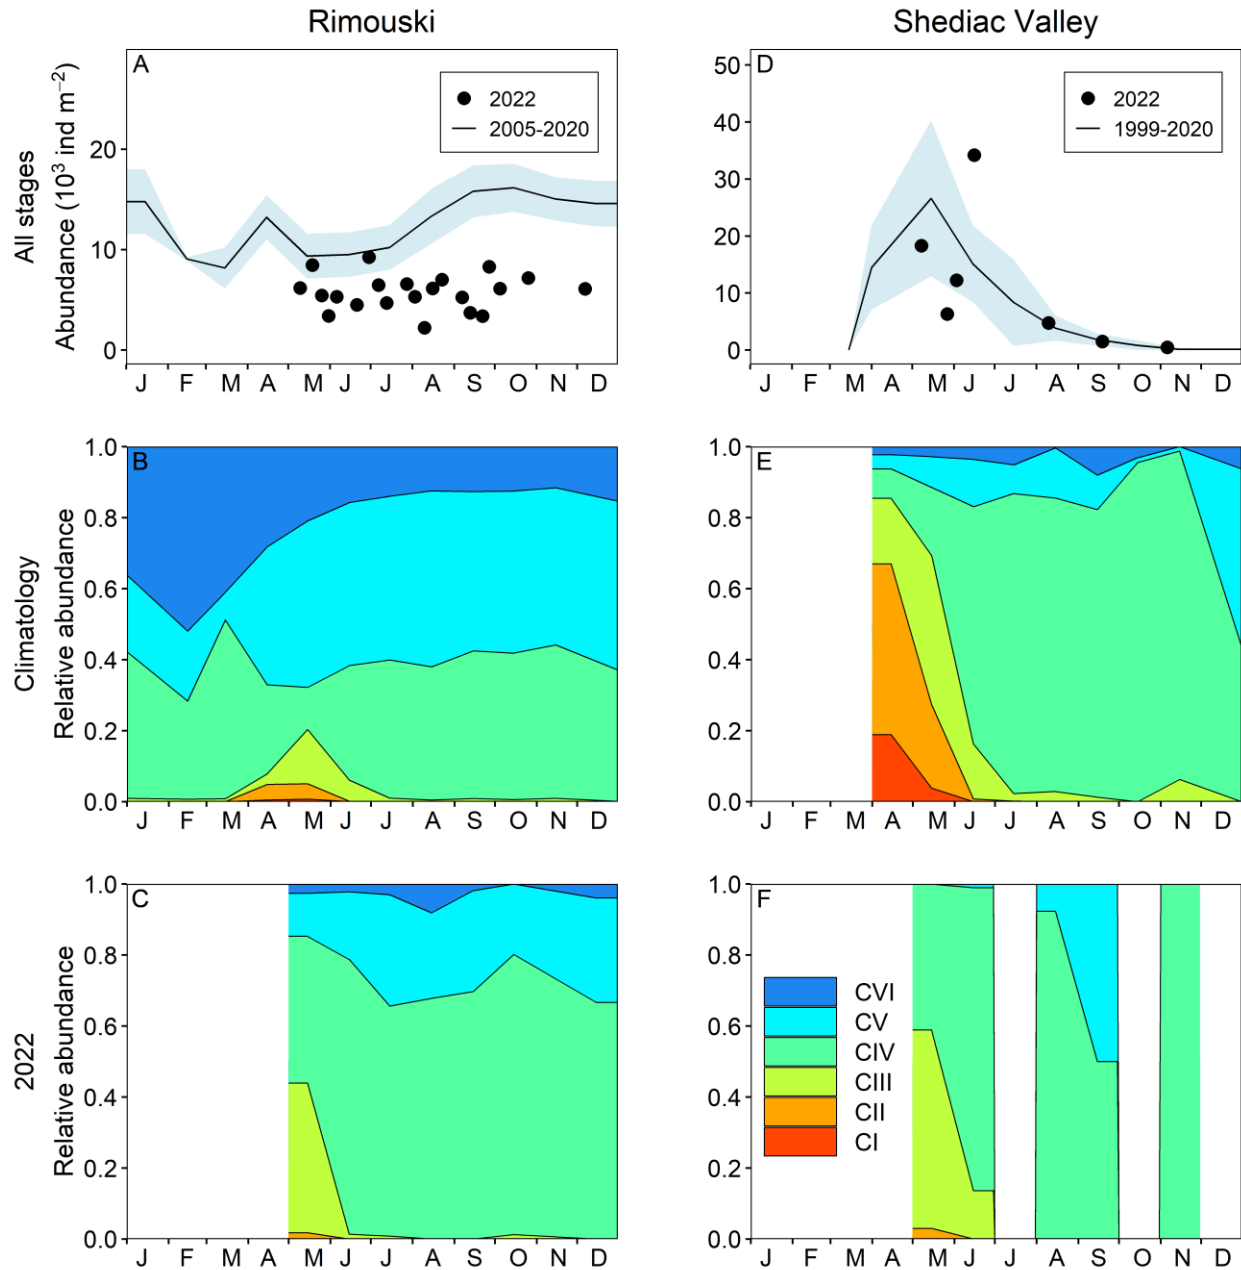 Rimouski
Shediac Valley
All stages
Abundance (10³ ind m⁻²)
A
2022
2005-2020
20
10
0
J F M A M J J A S O N D
D
2022
1999-2020
50
40
30
20
10
0
J F M A M J J A S O N D
Climatology
Relative abundance
B
1.0
0.8
0.6
0.4
0.2
0.0
J F M A M J J A S O N D
E
1.0
0.8
0.6
0.4
0.2
0.0
J F M A M J J A S O N D
2022
Relative abundance
C
1.0
0.8
0.6
0.4
0.2
0.0
J F M A M J J A S O N D
F
1.0
0.8
0.6
0.4
0.2
0.0
CVI
CV
CIV
CIII
CII
CI
J F M A M J J A S O N D